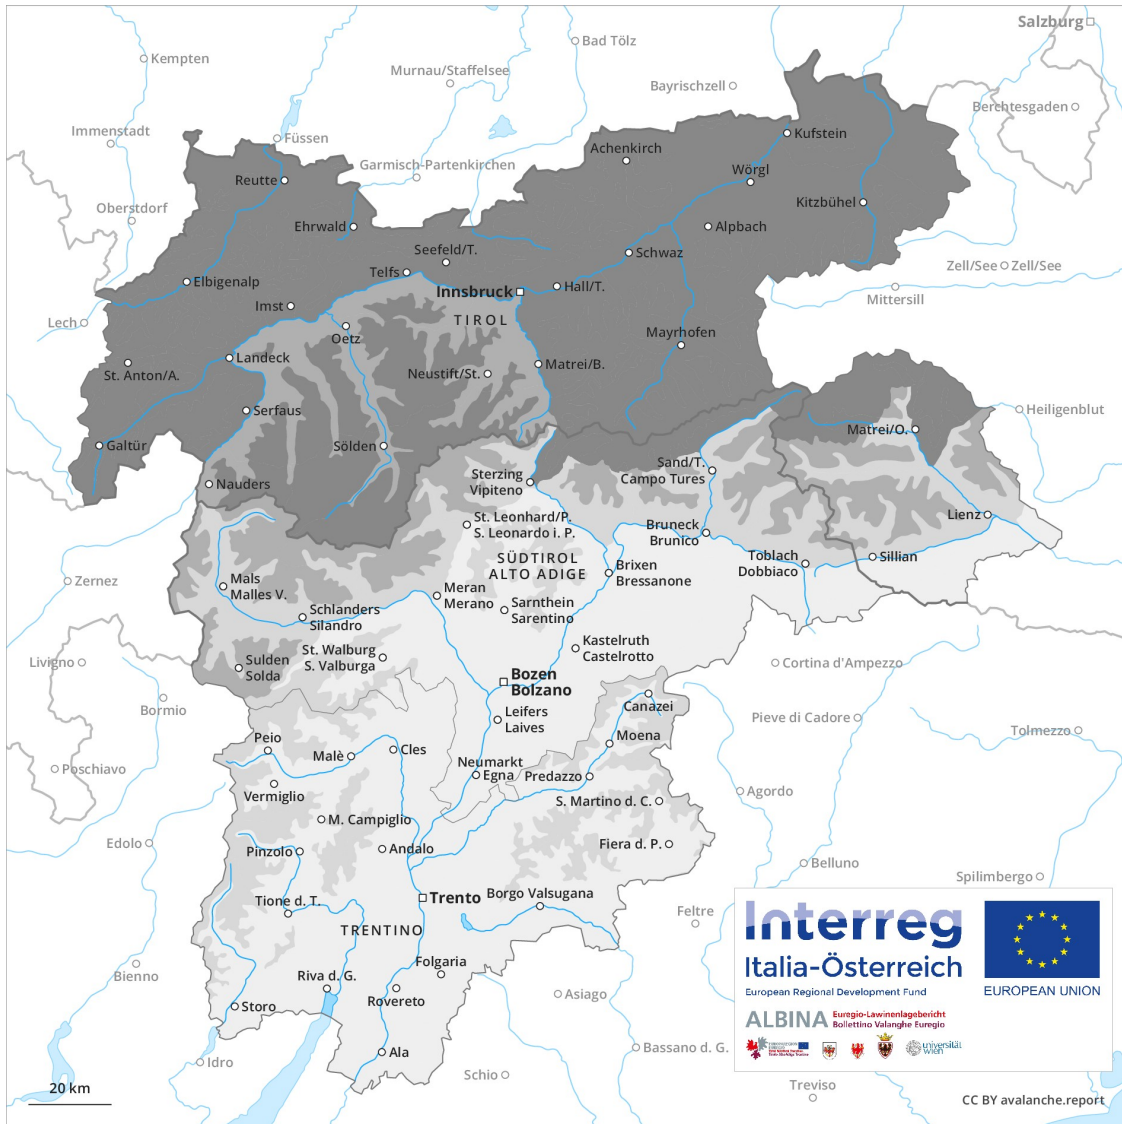 Salzburg
Bad Tölz
Kempten
Murnau/Staffelsee
Bayrischzell
Berchtesgaden
Immenstadt
Füssen
Kufstein
Achenkirch
Garmisch-Partenkirchen
Wörgl
Reutte
Oberstdorf
Kitzbühel
Ehrwald
Alpbach
Seefeld/T.
Schwaz
Telfs
Zell/See
Zell/See
Elbigenalp
Innsbruck
Hall/T.
Mittersill
Imst
TIROL
Lech
Oetz
Mayrhofen
Landeck
Matrei/B.
St. Anton/A.
Neustift/St.
Serfaus
Heiligenblut
Matrei/O.
Galtür
Sölden
Sand/T.
Campo Tures
Sterzing
Vipiteno
Nauders
St. Leonhard/P.
S. Leonardo i. P.
Bruneck
Brunico
Lienz
SÜDTIROL
ALTO ADIGE
Toblach
Dobbiaco
Sillian
Brixen
Bressanone
Zernez
Mals
Malles V.
Meran
Merano
Sarnthein
Sarentino
Schlanders
Silandro
Kastelruth
Castelrotto
St. Walburg
S. Valburga
Livigno
Sulden
Solda
Cortina d'Ampezzo
Bozen
Bolzano
Bormio
Canazei
Leifers
Laives
Pieve di Cadore
Tolmezzo
Peio
Moena
Malè
Cles
Poschiavo
Neumarkt
Egna
Predazzo
Vermiglio
Agordo
S. Martino d. C.
M. Campiglio
Edolo
Pinzolo
Andalo
Fiera d. P.
Belluno
Spilimbergo
Tione d. T.
Trento
Borgo Valsugana
Feltre
TRENTINO
Interreg
Italia-Österreich
European Regional Development Fund
EUROPEAN UNION
Bienno
Folgaria
Riva d. G.
Rovereto
Asiago
Storo
ALBINA
Euregio-Lawinenlagebericht
Bollettino Valanghe Euregio
universität
wien
Ala
Idro
Bassano d. G.
Schio
Treviso
20 km
CC BY avalanche.report